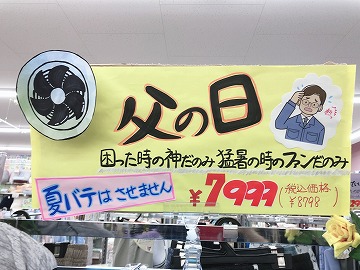 父の日
困った時の神だのみ 猛暑の時のファンだのみ
夏バテは させません
¥7999(税込価格 ¥8798)